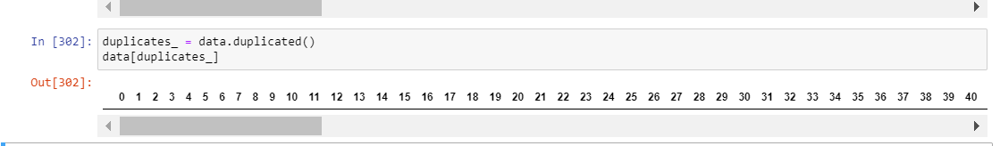 In [302]: duplicates_ = data.duplicated()
data[duplicates_]
Out[302]:
0 1 2 3 4 5 6 7 8 9 10 11 12 13 14 15 16 17 18 19 20 21 22 23 24 25 26 27 28 29 30 31 32 33 34 35 36 37 38 39 40